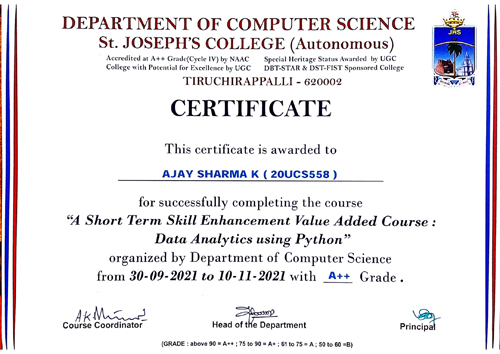 DEPARTMENT OF COMPUTER SCIENCE
St. JOSEPH'S COLLEGE (Autonomous)
Accredited at A++ Grade(Cycle IV) by NAAC Special Heritage Status Awarded by UGC
College with Potential for Excellence by UGC DBT-STAR & DST-FIST Sponsored College
TIRUCHIRAPPALLI - 620002
CERTIFICATE
This certificate is awarded to
AJAY SHARMA K ( 20UCS558 )
for successfully completing the course
"A Short Term Skill Enhancement Value Added Course :
Data Analytics using Python"
organized by Department of Computer Science
from 30-09-2021 to 10-11-2021 with A++ Grade .
Course Coordinator Head of the Department Principal
(GRADE : above 90 = A++ ; 75 to 90 = A+ ; 61 to 75 = A ; 50 to 60 =B)